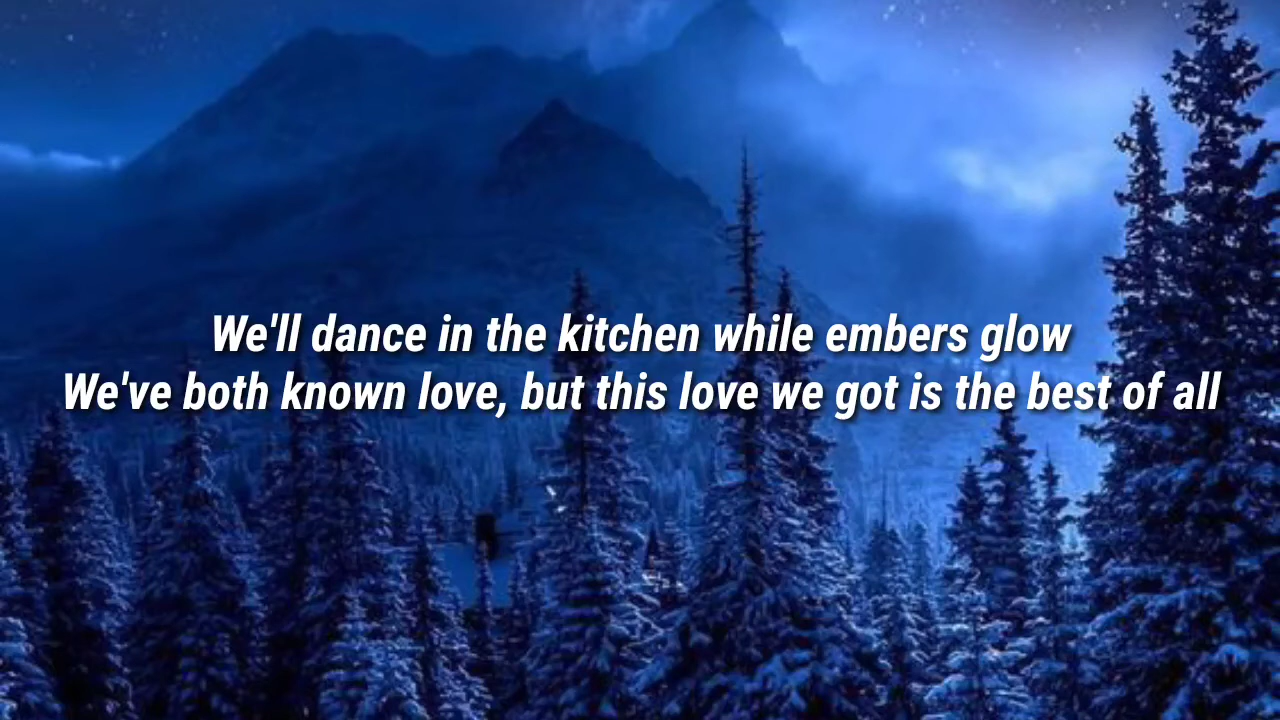 We'll dance in the kitchen while embers glow
We've both known love, but this love we got is the best of all